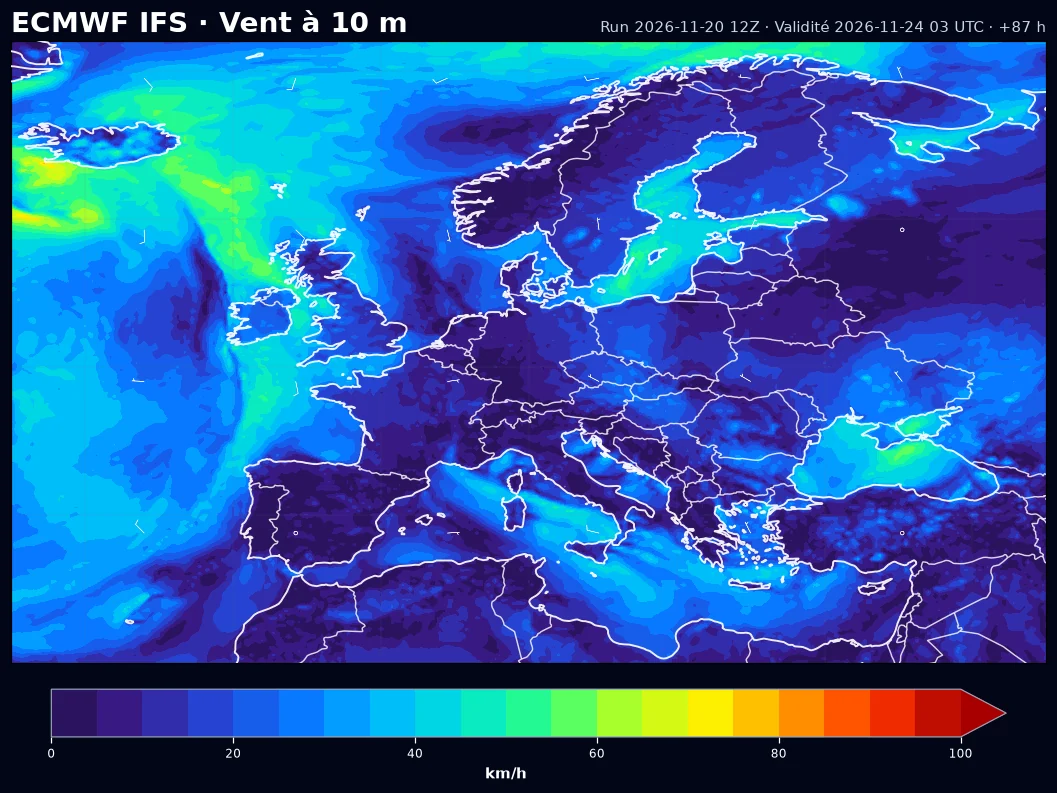 ECMWF IFS · Vent à 10 m
Run 2026-11-20 12Z · Validité 2026-11-24 03 UTC · +87 h
0 20 40 60 80 100
km/h